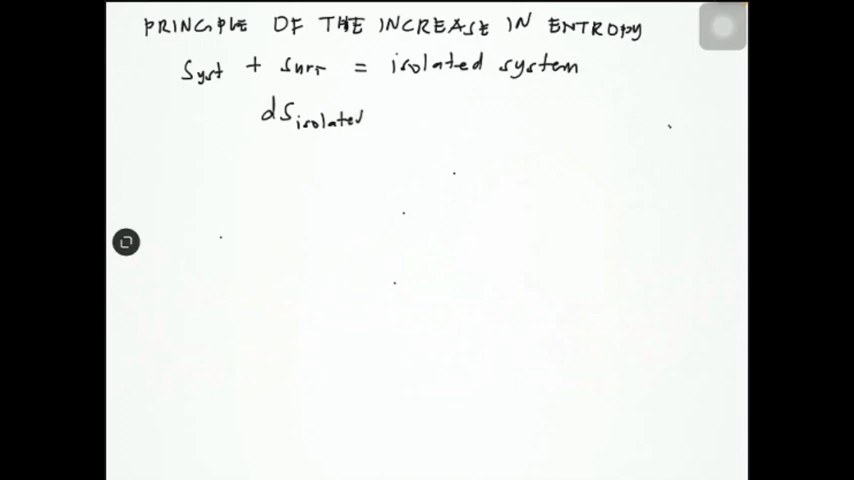 PRINCIPLE OF THE INCREASE IN ENTROPY
Syst + surr = isolated system
dS isolated